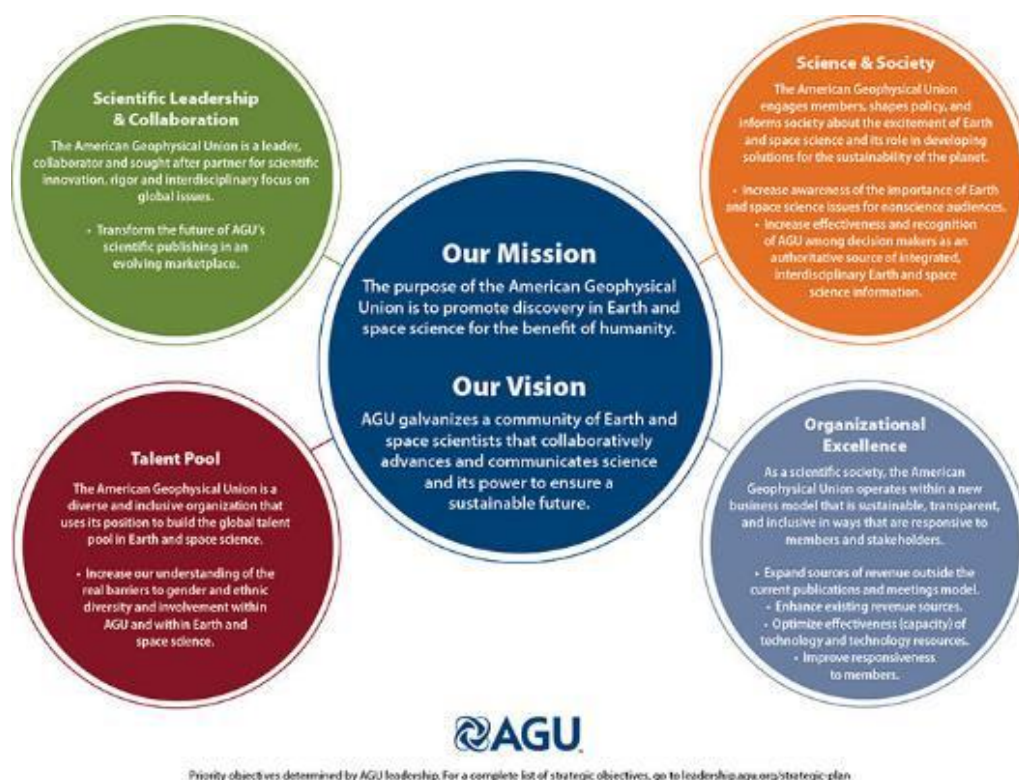 Scientific Leadership
& Collaboration
The American Geophysical Union is a leader,
collaborator and sought after partner for scientific
innovation, rigor and interdisciplinary focus on
global issues.
• Transform the future of AGU's
scientific publishing in an
evolving marketplace.
Science & Society
The American Geophysical Union
engages members, shapes policy, and
informs society about the excitement of Earth
and space science and its role in developing
solutions for the sustainability of the planet.
• Increase awareness of the importance of Earth
and space science issues for nonscience audiences.
• Increase effectiveness and recognition
of AGU among decision makers as an
authoritative source of integrated,
interdisciplinary Earth and space
science information.
Our Mission
The purpose of the American Geophysical
Union is to promote discovery in Earth and
space science for the benefit of humanity.
Our Vision
AGU galvanizes a community of Earth and
space scientists that collaboratively
advances and communicates science
and its power to ensure a
sustainable future.
Talent Pool
The American Geophysical Union is a
diverse and inclusive organization that
uses its position to build the global talent
pool in Earth and space science.
• Increase our understanding of the
real barriers to gender and ethnic
diversity and involvement within
AGU and within Earth and
space science.
Organizational
Excellence
As a scientific society, the American
Geophysical Union operates within a new
business model that is sustainable, transparent,
and inclusive in ways that are responsive to
members and stakeholders.
• Expand sources of revenue outside the
current publications and meetings model.
• Enhance existing revenue sources.
• Optimize effectiveness (capacity) of
technology and technology resources.
• Improve responsiveness
to members.
AGU
Priority objectives determined by AGU leadership. For a complete list of strategic objectives, go to leadership.agu.org/strategic-plan